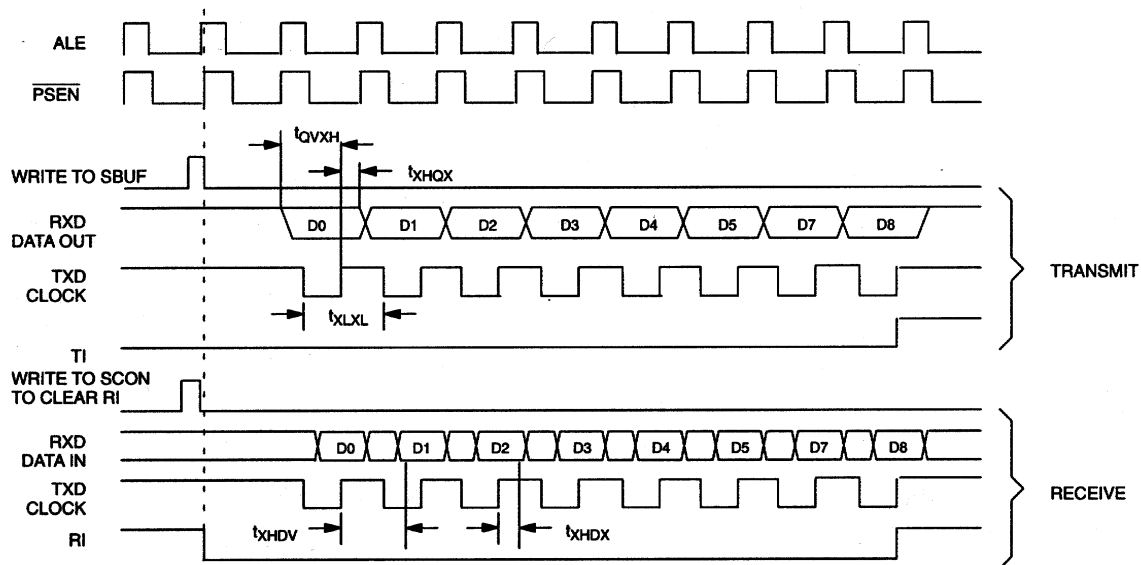 ALE
PSEN
tQVXH
tXHQX
WRITE TO SBUF
RXD
DATA OUT
D0 D1 D2 D3 D4 D5 D7 D8
TXD
CLOCK
tXLXL
TRANSMIT
TI
WRITE TO SCON
TO CLEAR RI
RXD
DATA IN
D0 D1 D2 D3 D4 D5 D7 D8
TXD
CLOCK
RECEIVE
tXHDV
tXHDX
RI